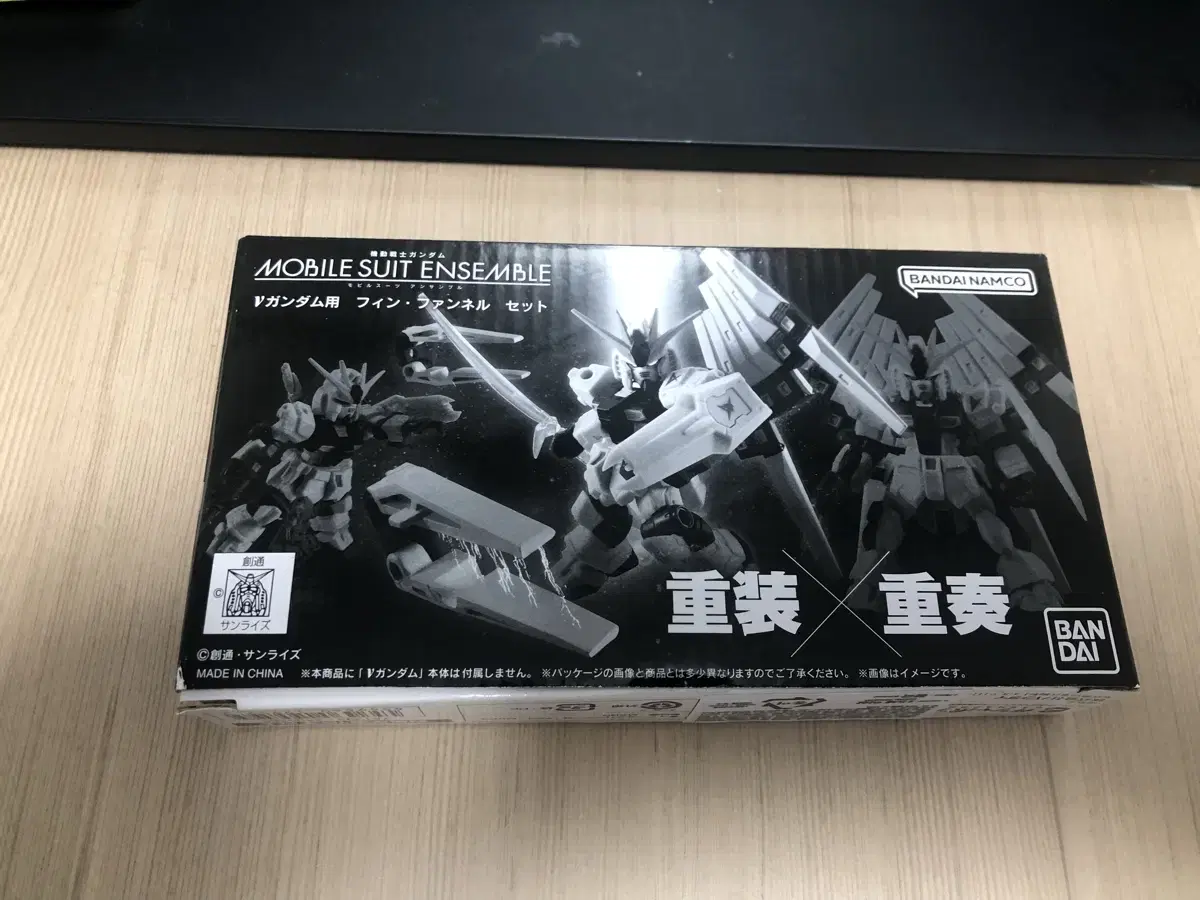 機動戦士ガンダム
MOBILE SUIT ENSEMBLE
モビルスーツ アンサンブル
νガンダム用 フィン・ファンネル セット
BANDAI NAMCO
重装×重奏
創通
©
サンライズ
BAN
DAI
©創通・サンライズ
MADE IN CHINA ※本商品に「νガンダム」本体は付属しません。 ※パッケージの画像と商品とは多少異なりますのでご了承ください。 ※画像はイメージです。